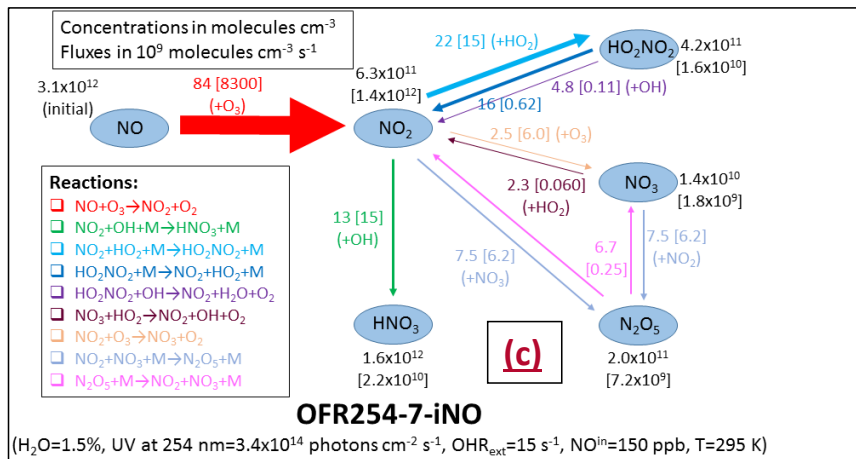 Concentrations in molecules cm-3
Fluxes in 10⁹ molecules cm-3 s-1
3.1x10¹²
(initial)
NO
84 [8300]
(+O₃)
6.3x10¹¹
[1.4x10¹²]
NO₂
22 [15] (+HO₂)
HO₂NO₂
4.2x10¹¹
[1.6x10¹⁰]
4.8 [0.11] (+OH)
16 [0.62]
2.5 [6.0] (+O₃)
2.3 [0.060]
(+HO₂)
NO₃
1.4x10¹⁰
[1.8x10⁹]
13 [15]
(+OH)
7.5 [6.2]
(+NO₃)
6.7
[0.25]
7.5 [6.2]
(+NO₂)
Reactions:
❑ NO+O₃→NO₂+O₂
❑ NO₂+OH+M→HNO₃+M
❑ NO₂+HO₂+M→HO₂NO₂+M
❑ HO₂NO₂+M→NO₂+HO₂+M
❑ HO₂NO₂+OH→NO₂+H₂O+O₂
❑ NO₃+HO₂→NO₂+OH+O₂
❑ NO₂+O₃→NO₃+O₂
❑ NO₂+NO₃+M→N₂O₅+M
❑ N₂O₅+M→NO₂+NO₃+M
HNO₃
1.6x10¹²
[2.2x10¹⁰]
(c)
N₂O₅
2.0x10¹¹
[7.2x10⁹]
OFR254-7-iNO
(H₂O=1.5%, UV at 254 nm=3.4x10¹⁴ photons cm⁻² s⁻¹, OHRext=15 s⁻¹, NOⁱⁿ=150 ppb, T=295 K)